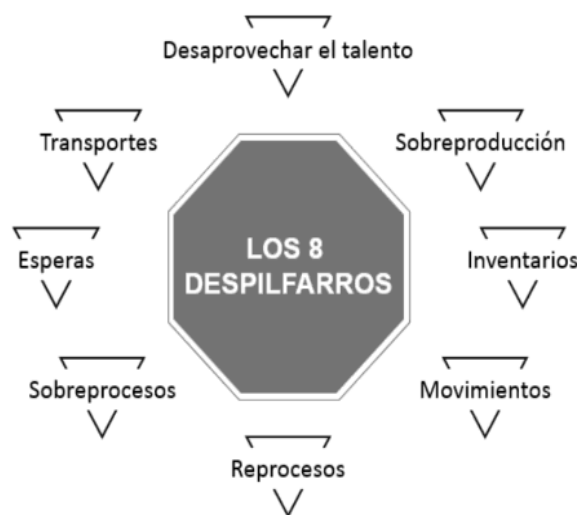 Desaprovechar el talento
Transportes
Sobreproducción
Esperas
LOS 8
DESPILFARROS
Inventarios
Sobreprocesos
Movimientos
Reprocesos